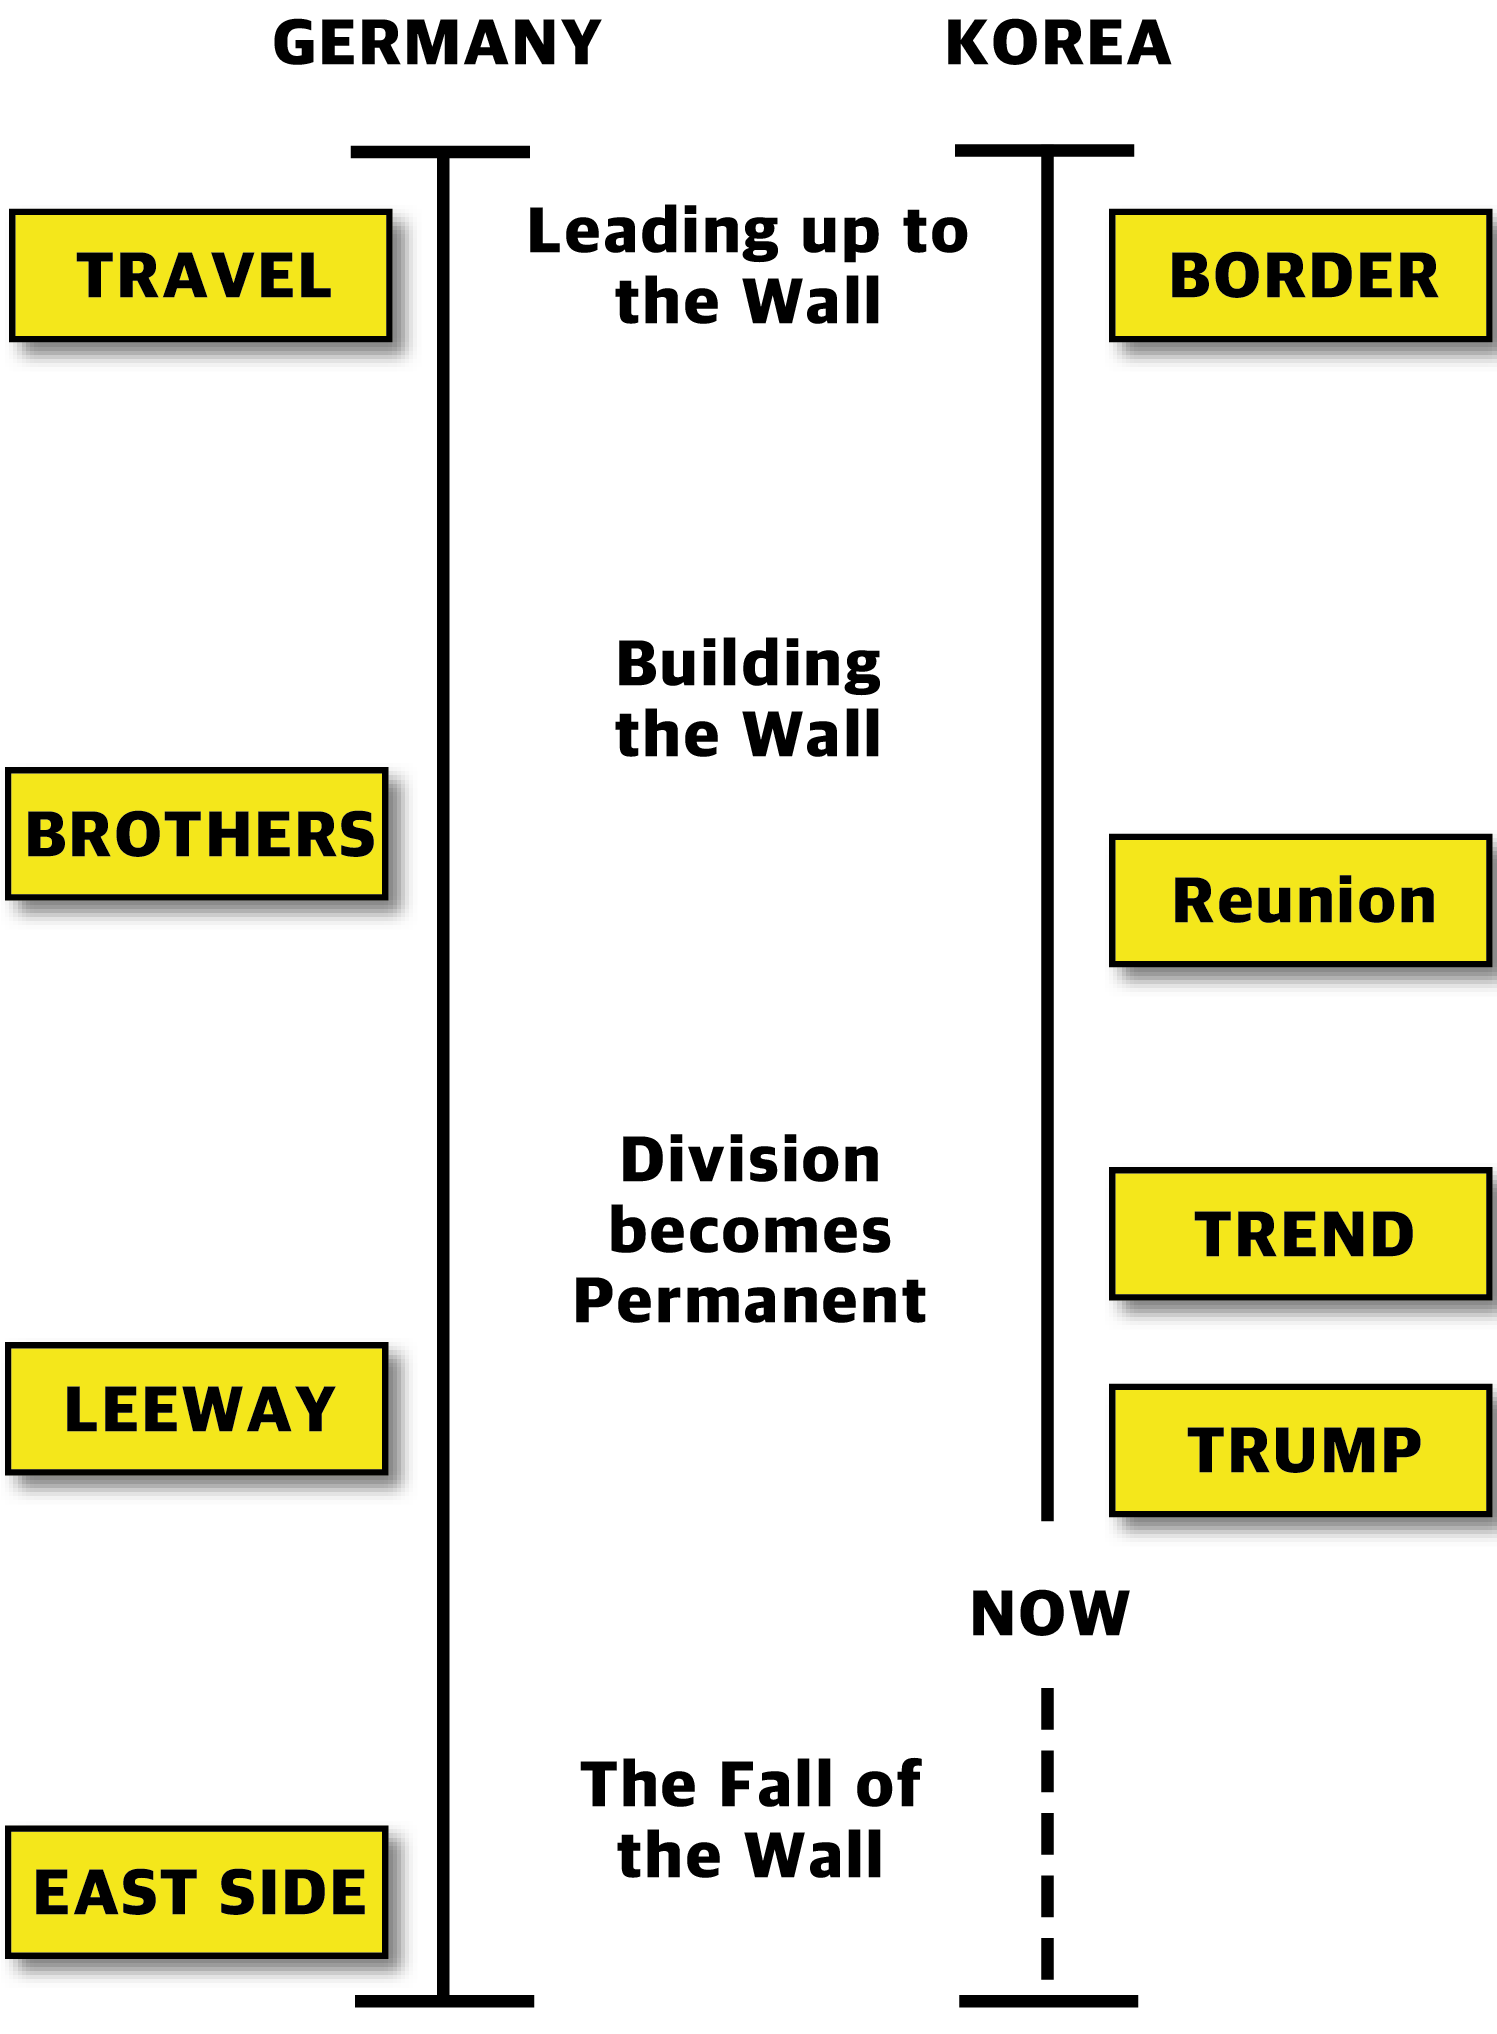 GERMANY
KOREA
TRAVEL
Leading up to
the Wall
BORDER
Building
the Wall
BROTHERS
Reunion
Division
becomes
Permanent
TREND
LEEWAY
TRUMP
NOW
The Fall of
the Wall
EAST SIDE